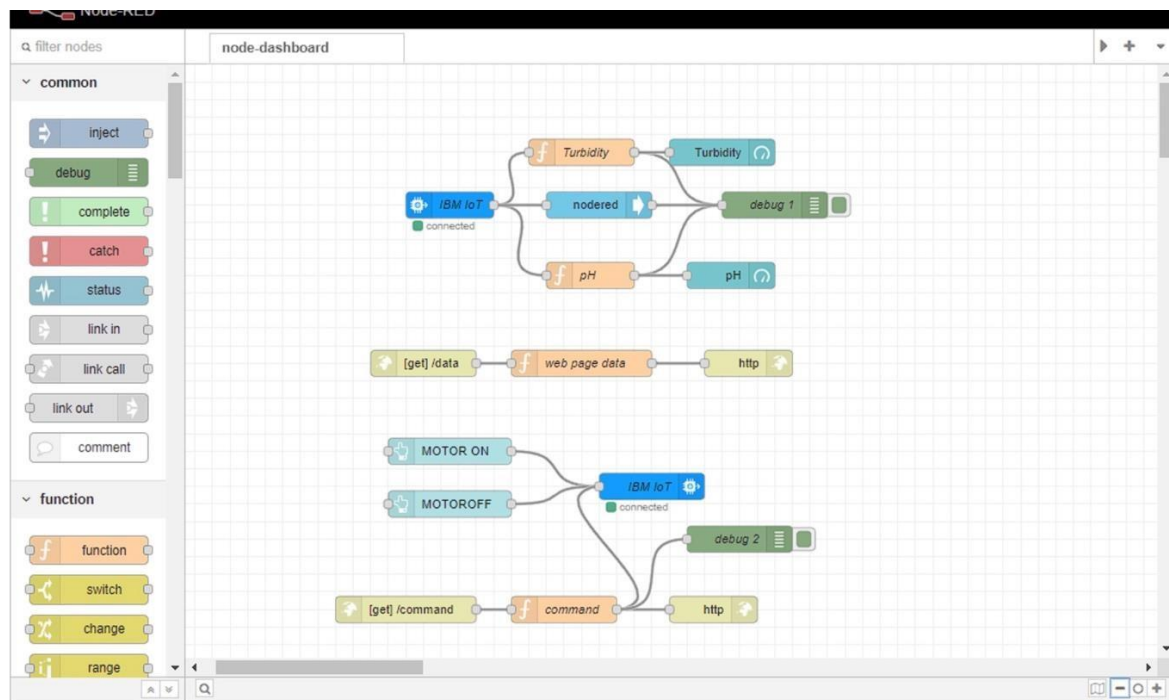 Node-RED
filter nodes
node-dashboard
common
inject
debug
complete
catch
status
link in
link call
link out
comment
function
function
switch
change
range
Turbidity
Turbidity
IBM IoT
connected
nodered
debug 1
pH
pH
[get] /data
web page data
http
MOTOR ON
MOTOROFF
IBM IoT
connected
debug 2
[get] /command
command
http